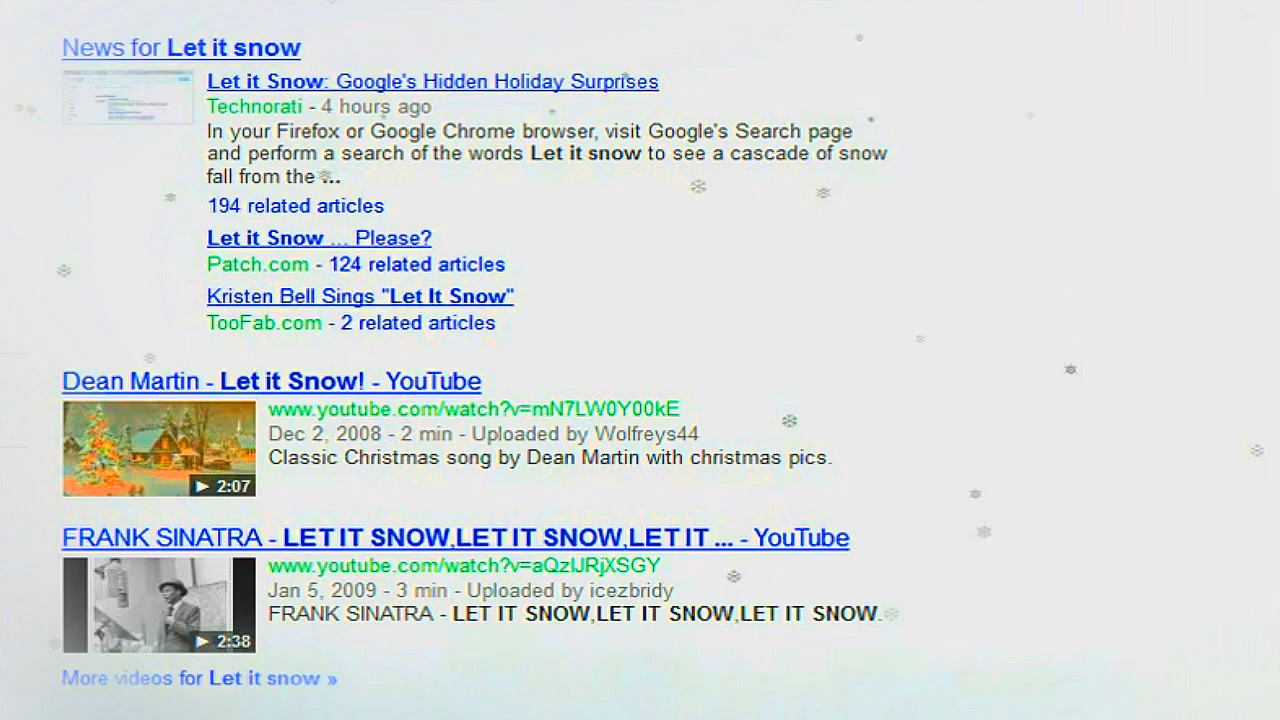 News for Let it snow
Let it Snow: Google's Hidden Holiday Surprises
Technorati - 4 hours ago
In your Firefox or Google Chrome browser, visit Google's Search page
and perform a search of the words Let it snow to see a cascade of snow
fall from the ...
194 related articles
Let it Snow ... Please?
Patch.com - 124 related articles
Kristen Bell Sings "Let It Snow"
TooFab.com - 2 related articles
Dean Martin - Let it Snow! - YouTube
www.youtube.com/watch?v=mN7LW0Y00kE
Dec 2, 2008 - 2 min - Uploaded by Wolfreys44
Classic Christmas song by Dean Martin with christmas pics.
2:07
FRANK SINATRA - LET IT SNOW,LET IT SNOW,LET IT ... - YouTube
www.youtube.com/watch?v=aQzIJRjXSGY
Jan 5, 2009 - 3 min - Uploaded by icezbridy
FRANK SINATRA - LET IT SNOW,LET IT SNOW,LET IT SNOW.
2:38
More videos for Let it snow »